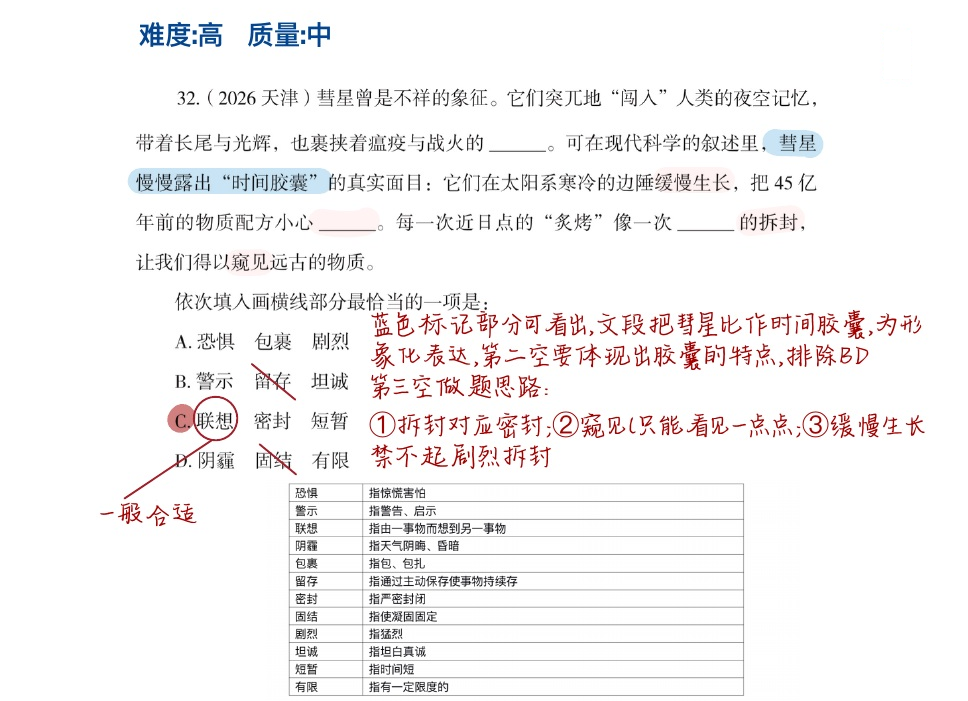 难度:高 质量:中
32.（2026 天津）彗星曾是不祥的象征。它们突兀地“闯入”人类的夜空记忆，
带着长尾与光辉，也裹挟着瘟疫与战火的 ______。可在现代科学的叙述里，彗星
慢慢露出“时间胶囊”的真实面目：它们在太阳系寒冷的边陲缓慢生长，把 45 亿
年前的物质配方小心 ______。每一次近日点的“炙烤”像一次 ______ 的拆封，
让我们得以窥见远古的物质。
依次填入画横线部分最恰当的一项是：
A. 恐惧 包裹 剧烈
B. 警示 留存 坦诚
C. 联想 密封 短暂
D. 阴霾 固结 有限
蓝色标记部分可看出,文段把彗星比作时间胶囊,为形
象化表达,第二空要体现出胶囊的特点,排除BD
第三空做题思路:
①拆封对应密封;②窥见(只能看见一点点;③缓慢生长
禁不起剧烈拆封
一般合适
恐惧 指惊慌害怕
警示 指警告、启示
联想 指由一事物而想到另一事物
阴霾 指天气阴晦、昏暗
包裹 指包、包扎
留存 指通过主动保存使事物持续存
密封 指严密封闭
固结 指使凝固固定
剧烈 指猛烈
坦诚 指坦白真诚
短暂 指时间短
有限 指有一定限度的